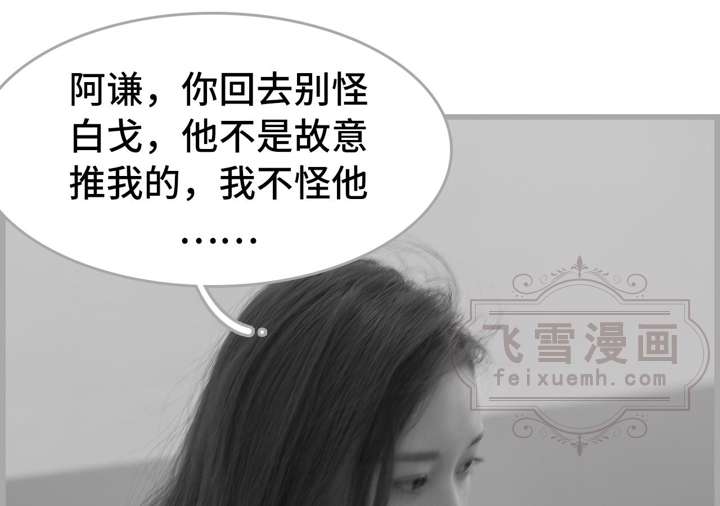 阿谦，你回去别怪
白戈，他不是故意
推我的，我不怪他
……
飞雪漫画
feixuemh.com